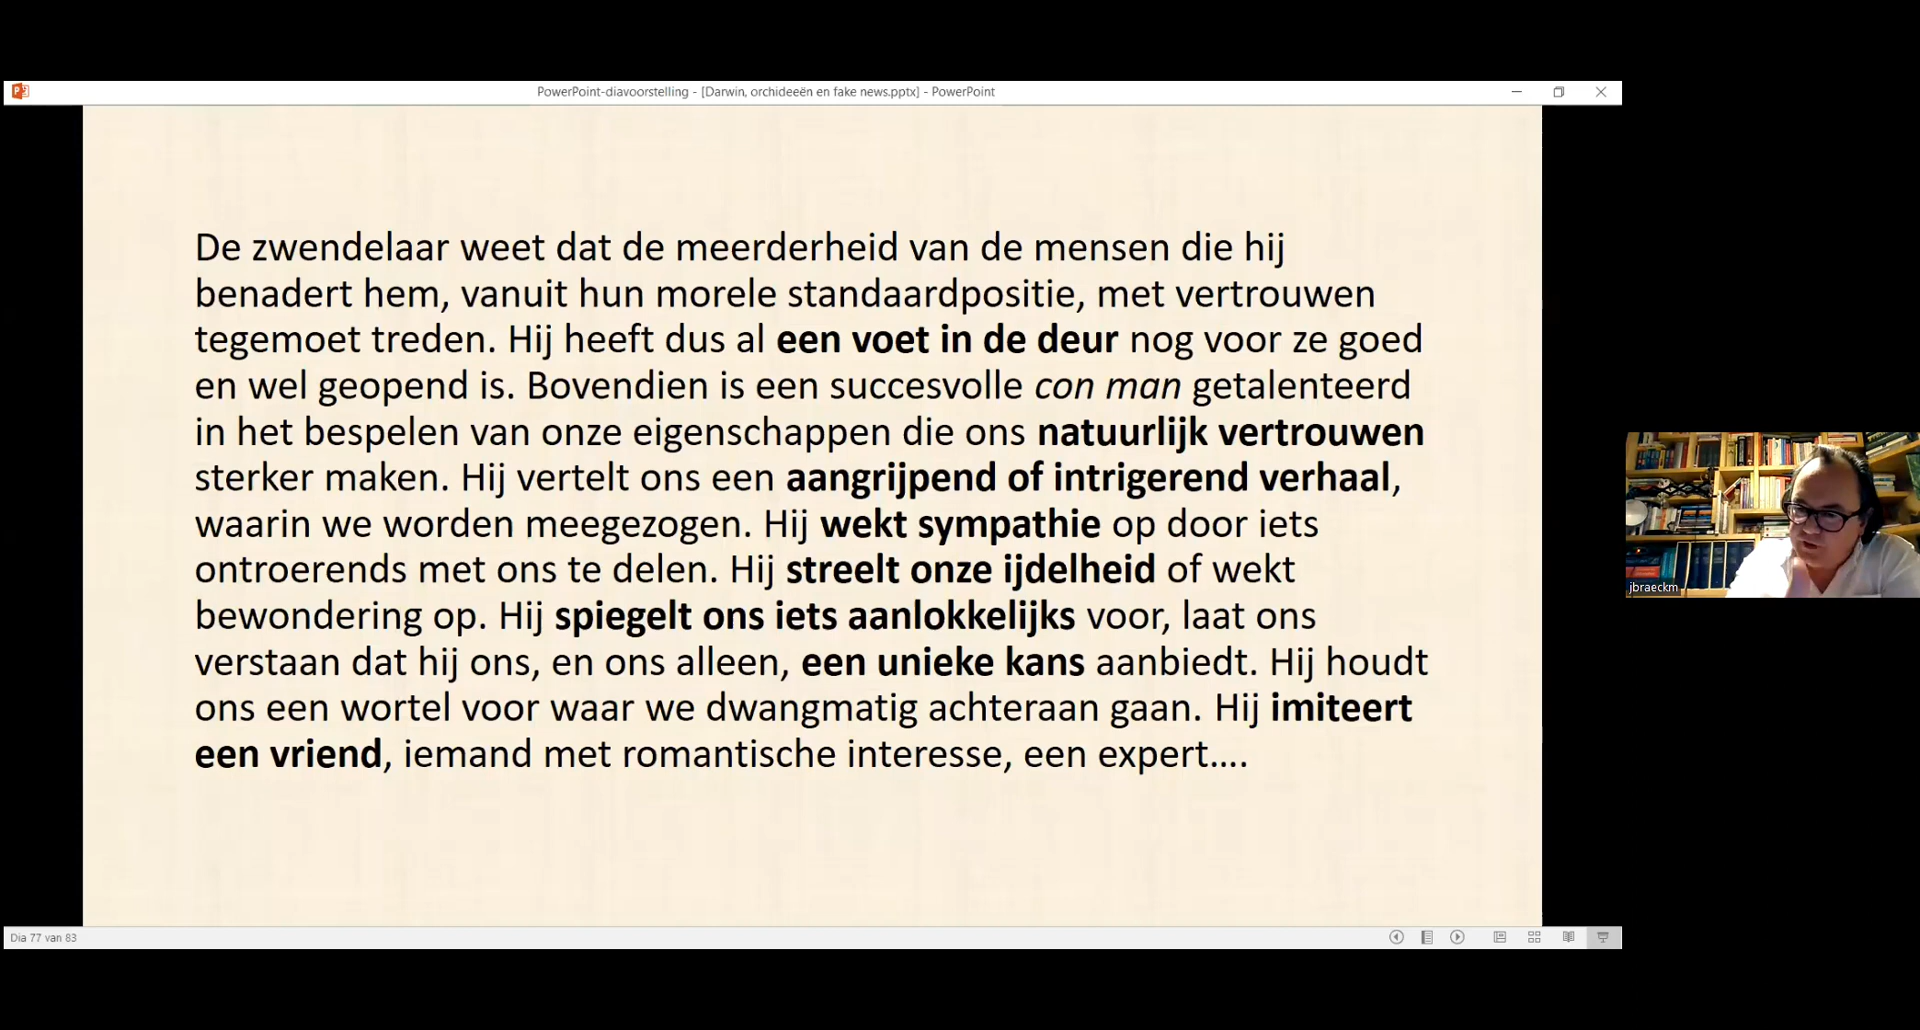 PowerPoint-diavoorstelling - [Darwin, orchideeën en fake news.pptx] - PowerPoint
De zwendelaar weet dat de meerderheid van de mensen die hij
benadert hem, vanuit hun morele standaardpositie, met vertrouwen
tegemoet treden. Hij heeft dus al een voet in de deur nog voor ze goed
en wel geopend is. Bovendien is een succesvolle con man getalenteerd
in het bespelen van onze eigenschappen die ons natuurlijk vertrouwen
sterker maken. Hij vertelt ons een aangrijpend of intrigerend verhaal,
waarin we worden meegezogen. Hij wekt sympathie op door iets
ontroerends met ons te delen. Hij streelt onze ijdelheid of wekt
bewondering op. Hij spiegelt ons iets aanlokkelijks voor, laat ons
verstaan dat hij ons, en ons alleen, een unieke kans aanbiedt. Hij houdt
ons een wortel voor waar we dwangmatig achteraan gaan. Hij imiteert
een vriend, iemand met romantische interesse, een expert....
jbraeckm
Dia 77 van 83